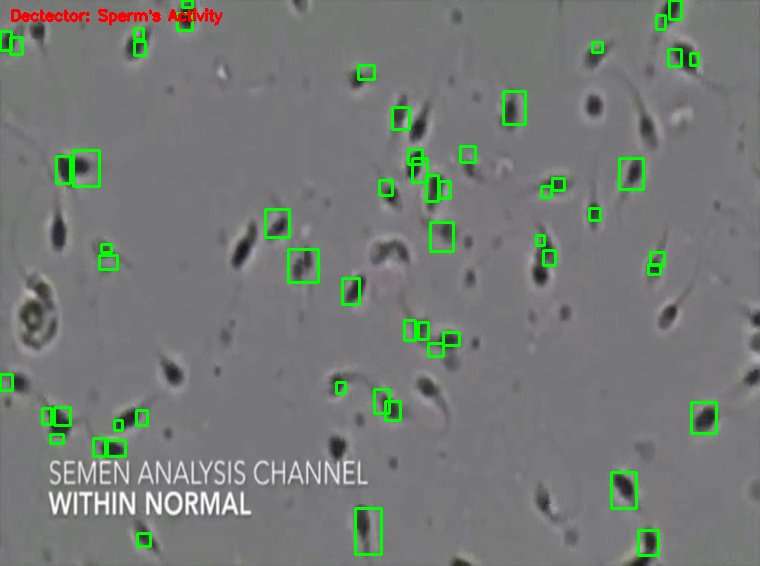 Dectector: Sperm's Activity
SEMEN ANALYSIS CHANNEL
WITHIN NORMAL